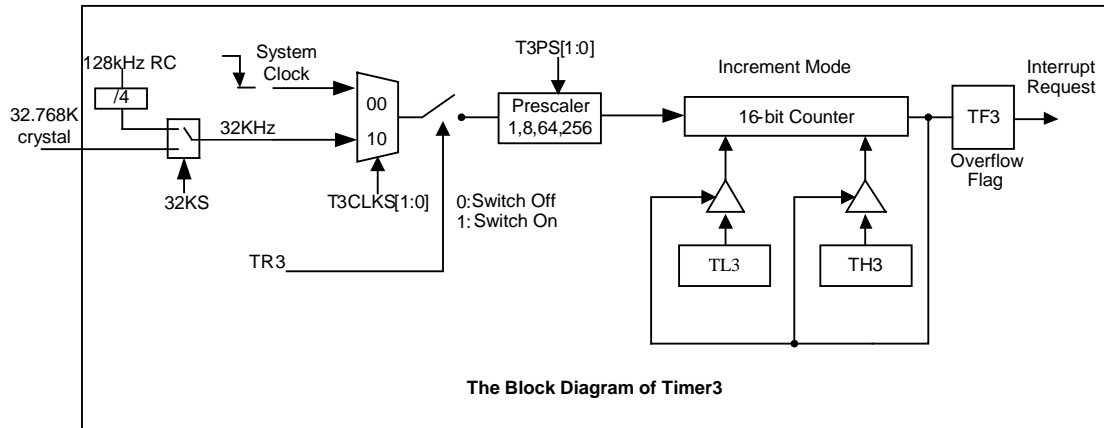 T3PS[1:0]
System
Clock
128kHz RC
/4
Increment Mode
Interrupt
Request
00
10
Prescaler
1,8,64,256
16-bit Counter
TF3
32.768K
crystal
32KHz
Overflow
Flag
32KS
T3CLKS[1:0]
0:Switch Off
1: Switch On
TR3
TL3
TH3
The Block Diagram of Timer3